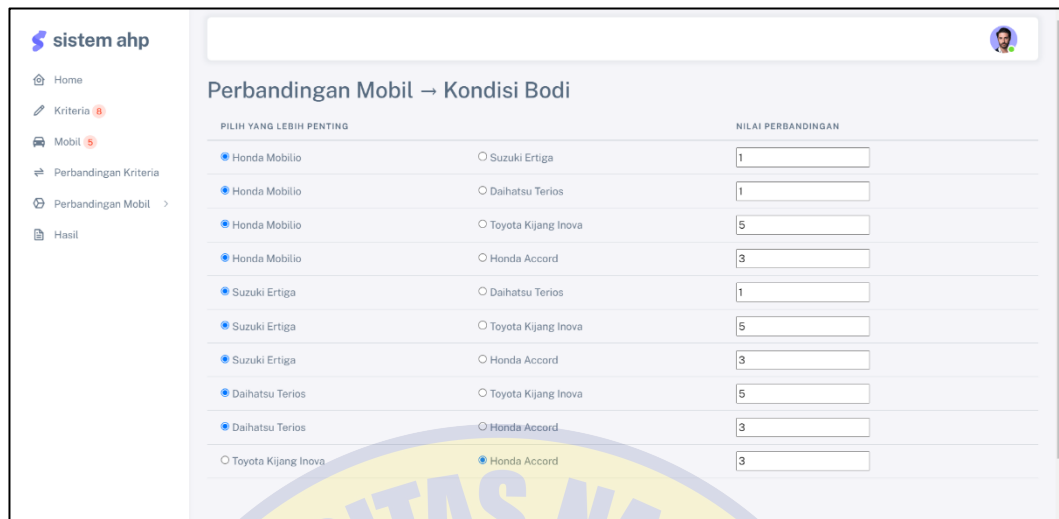 sistem ahp
Home
Kriteria 8
Mobil 5
Perbandingan Kriteria
Perbandingan Mobil >
Hasil
Perbandingan Mobil → Kondisi Bodi
PILIH YANG LEBIH PENTING NILAI PERBANDINGAN
Honda Mobilio Suzuki Ertiga 1
Honda Mobilio Daihatsu Terios 1
Honda Mobilio Toyota Kijang Inova 5
Honda Mobilio Honda Accord 3
Suzuki Ertiga Daihatsu Terios 1
Suzuki Ertiga Toyota Kijang Inova 5
Suzuki Ertiga Honda Accord 3
Daihatsu Terios Toyota Kijang Inova 5
Daihatsu Terios Honda Accord 3
Toyota Kijang Inova Honda Accord 3